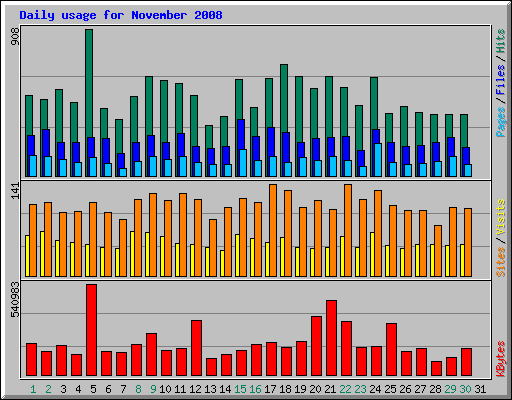 Daily usage for November 2008
908
Pages / Files / Hits
141
Sites / Visits
540983
KBytes
1 2 3 4 5 6 7 8 9 10 11 12 13 14 15 16 17 18 19 20 21 22 23 24 25 26 27 28 29 30 31